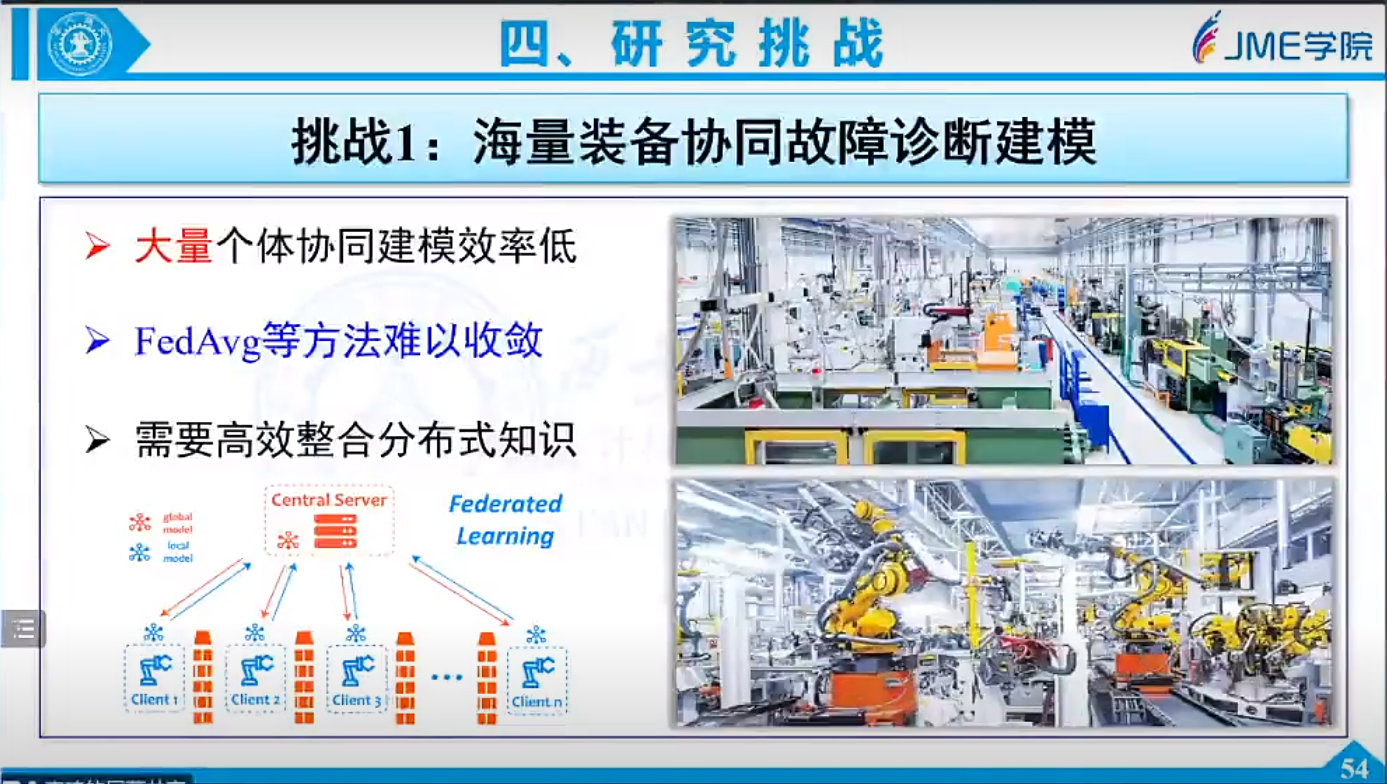 四、研究挑战
JME学院
挑战1：海量装备协同故障诊断建模
大量个体协同建模效率低
FedAvg等方法难以收敛
需要高效整合分布式知识
Central Server
Federated
Learning
global
model
local
model
Client 1
Client 2
Client 3
...
Client n
54